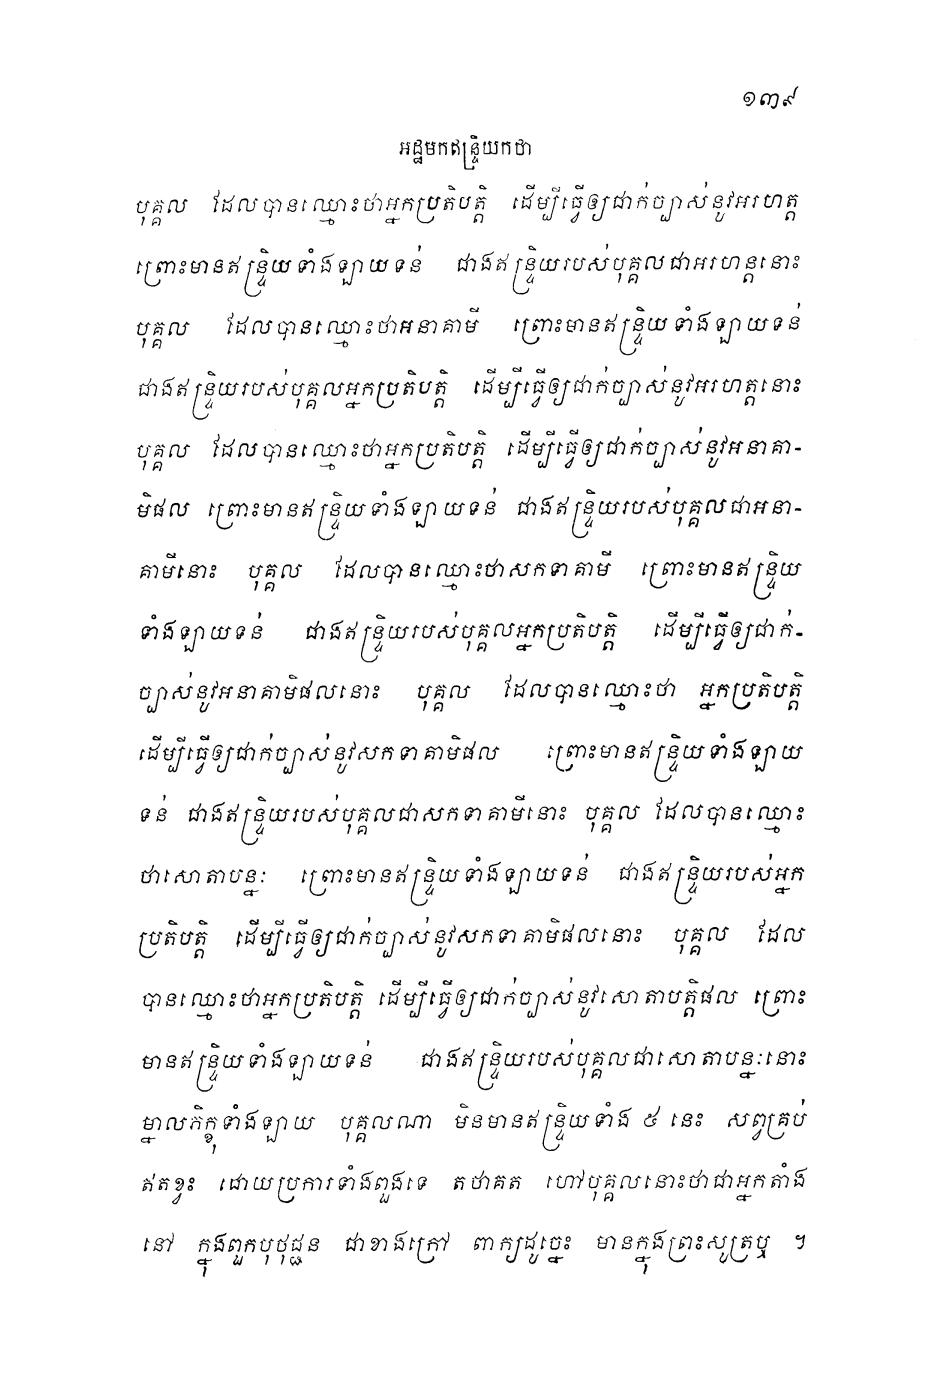 ១៣៩
អដ្ឋមកឥន្ទ្រិយកថា
បុគ្គល ដែលបានឈ្មោះថាអ្នកប្រតិបត្តិ ដើម្បីធ្វើឲ្យជាក់ច្បាស់នូវអរហត្ត
ព្រោះមានឥន្ទ្រិយទាំងឡាយទន់ ជាងឥន្ទ្រិយរបស់បុគ្គលជាអរហន្តនោះ
បុគ្គល ដែលបានឈ្មោះថាអនាគាមី ព្រោះមានឥន្ទ្រិយទាំងឡាយទន់
ជាងឥន្ទ្រិយរបស់បុគ្គលអ្នកប្រតិបត្តិ ដើម្បីធ្វើឲ្យជាក់ច្បាស់នូវអរហត្តនោះ
បុគ្គល ដែលបានឈ្មោះថាអ្នកប្រតិបត្តិ ដើម្បីធ្វើឲ្យជាក់ច្បាស់នូវអនាគា-
មិផល ព្រោះមានឥន្ទ្រិយទាំងឡាយទន់ ជាងឥន្ទ្រិយរបស់បុគ្គលជាអនា-
គាមីនោះ បុគ្គល ដែលបានឈ្មោះថាសកទាគាមី ព្រោះមានឥន្ទ្រិយ
ទាំងឡាយទន់ ជាងឥន្ទ្រិយរបស់បុគ្គលអ្នកប្រតិបត្តិ ដើម្បីធ្វើឲ្យជាក់-
ច្បាស់នូវអនាគាមិផលនោះ បុគ្គល ដែលបានឈ្មោះថា អ្នកប្រតិបត្តិ
ដើម្បីធ្វើឲ្យជាក់ច្បាស់នូវសកទាគាមិផល ព្រោះមានឥន្ទ្រិយទាំងឡាយ
ទន់ ជាងឥន្ទ្រិយរបស់បុគ្គលជាសកទាគាមីនោះ បុគ្គល ដែលបានឈ្មោះ
ថាសោតាបន្នៈ ព្រោះមានឥន្ទ្រិយទាំងឡាយទន់ ជាងឥន្ទ្រិយរបស់អ្នក
ប្រតិបត្តិ ដើម្បីធ្វើឲ្យជាក់ច្បាស់នូវសកទាគាមិផលនោះ បុគ្គល ដែល
បានឈ្មោះថាអ្នកប្រតិបត្តិ ដើម្បីធ្វើឲ្យជាក់ច្បាស់នូវសោតាបត្តិផល ព្រោះ
មានឥន្ទ្រិយទាំងឡាយទន់ ជាងឥន្ទ្រិយរបស់បុគ្គលជាសោតាបន្នៈនោះ
ម្នាលភិក្ខុទាំងឡាយ បុគ្គលណា មិនមានឥន្ទ្រិយទាំង ៥ នេះ សព្វគ្រប់
ឥតខ្វះ ដោយប្រការទាំងពួងទេ តថាគត ហៅបុគ្គលនោះថាជាអ្នកតាំង
នៅ ក្នុងពួកបុថុជ្ជន ជាខាងក្រៅ ពាក្យដូច្នេះ មានក្នុងព្រះសូត្រឬ ។